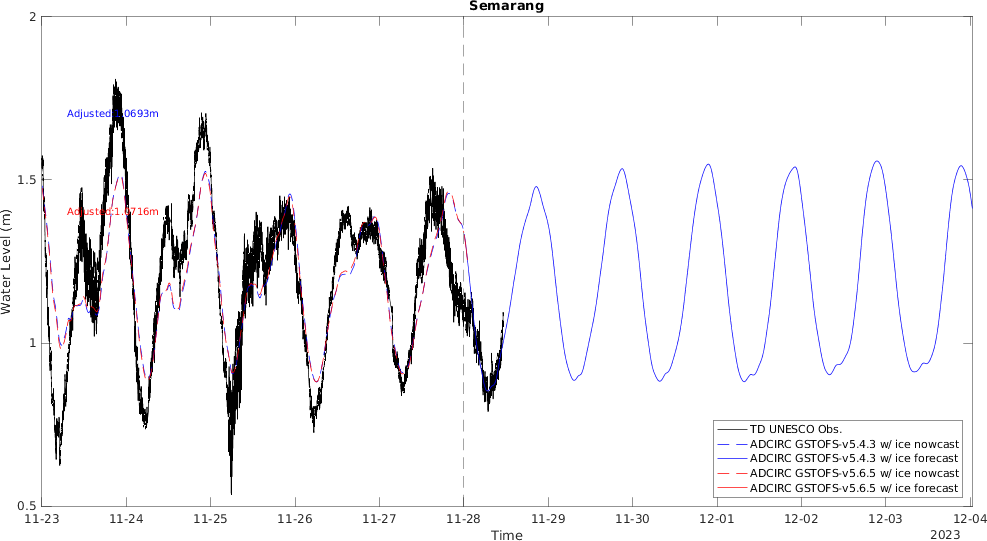 Semarang
2
Adjusted:1.0693m
1.5
Water Level (m)
1
TD UNESCO Obs.
ADCIRC GSTOFS-v5.4.3 w/ ice nowcast
ADCIRC GSTOFS-v5.4.3 w/ ice forecast
ADCIRC GSTOFS-v5.6.5 w/ ice nowcast
ADCIRC GSTOFS-v5.6.5 w/ ice forecast
0.5
11-23 11-24 11-25 11-26 11-27 11-28 11-29 11-30 12-01 12-02 12-03 12-04
Time
2023